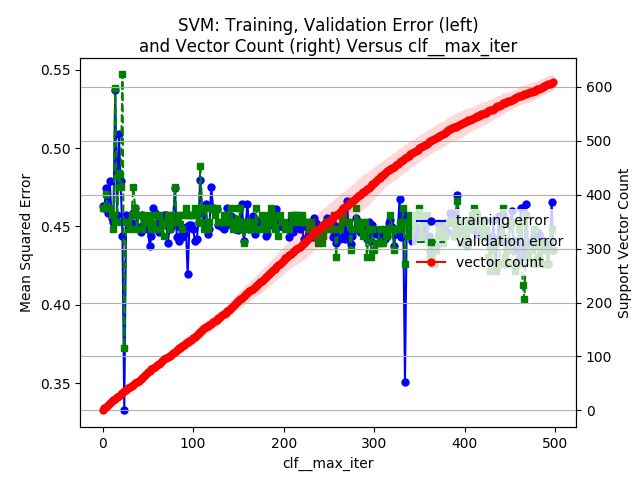 SVM: Training, Validation Error (left)
and Vector Count (right) Versus clf__max_iter
0.55
0.50
0.45
0.40
0.35
Mean Squared Error
600
500
400
300
200
100
0
Support Vector Count
training error
validation error
vector count
0
100
200
300
400
500
clf__max_iter